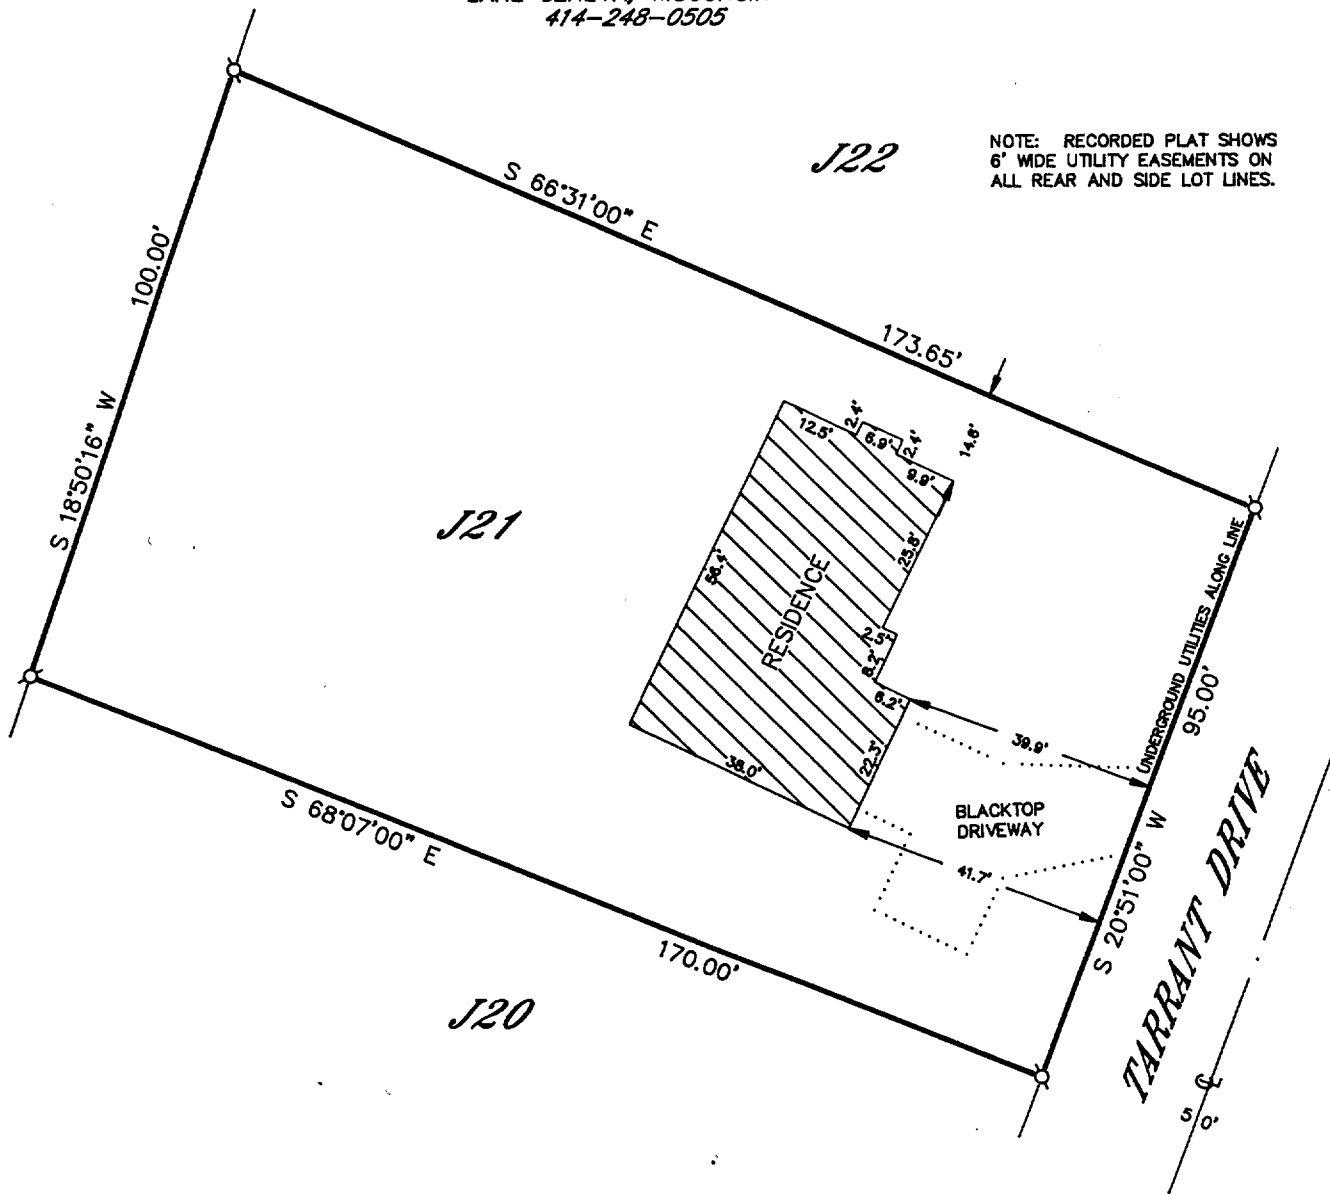 414-248-0505
J22
NOTE: RECORDED PLAT SHOWS
6' WIDE UTILITY EASEMENTS ON
ALL REAR AND SIDE LOT LINES.
S 66°31'00" E
173.65'
100.00'
S 18°50'16" W
J21
12.5'
2.4'
6.9'
2.4'
9.9'
14.6'
56.4'
RESIDENCE
25.8'
2.5'
8.2'
6.2'
22.3'
38.0'
39.9'
BLACKTOP
DRIVEWAY
41.7'
UNDERGROUND UTILITIES ALONG LINE
95.00'
S 20°51'00" W
TARRANT DRIVE
50'
S 68°07'00" E
170.00'
J20